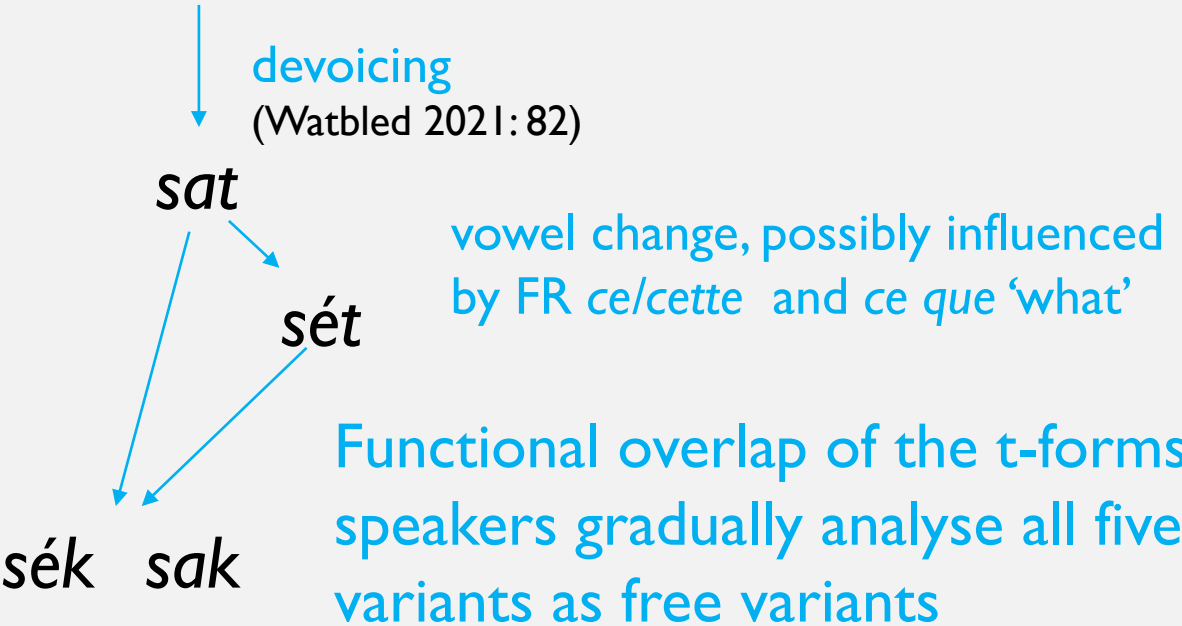 devoicing
(Watbled 2021: 82)
sat
vowel change, possibly influenced
by FR ce/cette and ce que ‘what’
sét
Functional overlap of the t-forms
speakers gradually analyse all five
sék sak
variants as free variants